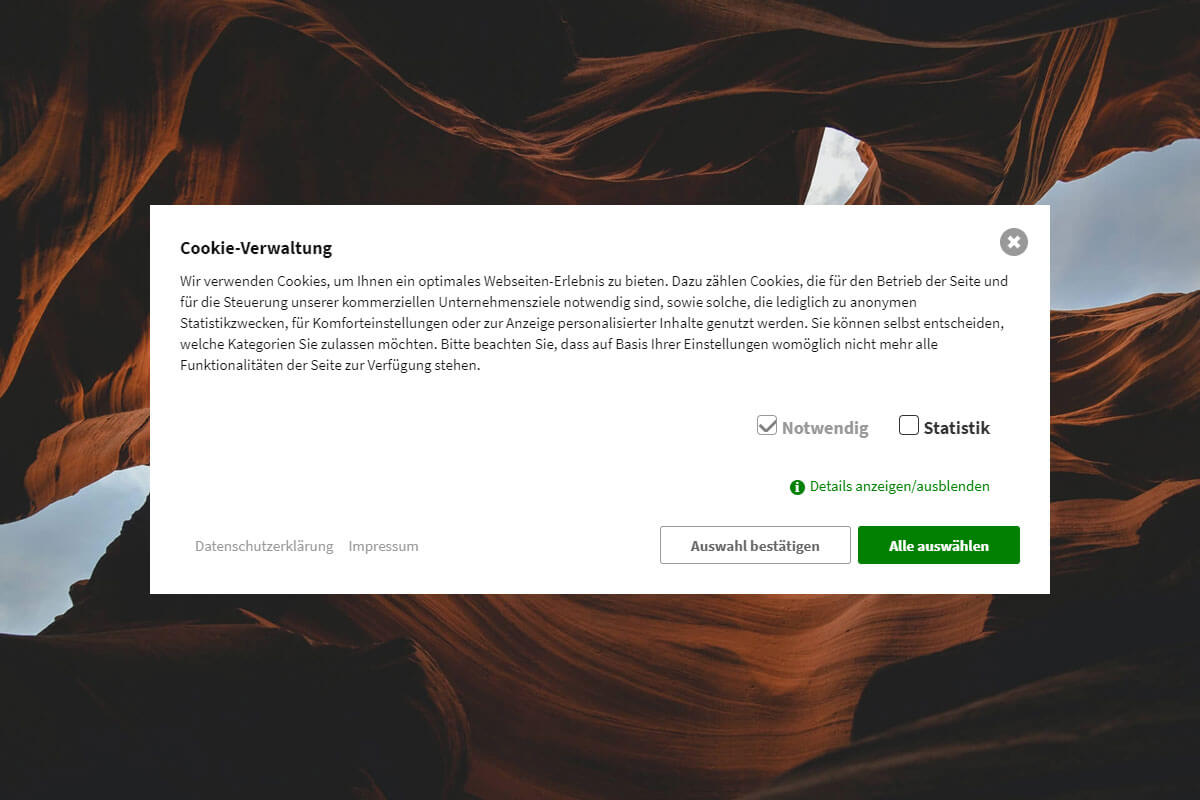 Cookie-Verwaltung
Wir verwenden Cookies, um Ihnen ein optimales Webseiten-Erlebnis zu bieten. Dazu zählen Cookies, die für den Betrieb der Seite und
für die Steuerung unserer kommerziellen Unternehmensziele notwendig sind, sowie solche, die lediglich zu anonymen
Statistikzwecken, für Komforteinstellungen oder zur Anzeige personalisierter Inhalte genutzt werden. Sie können selbst entscheiden,
welche Kategorien Sie zulassen möchten. Bitte beachten Sie, dass auf Basis Ihrer Einstellungen womöglich nicht mehr alle
Funktionalitäten der Seite zur Verfügung stehen.
Notwendig Statistik
Details anzeigen/ausblenden
Datenschutzerklärung Impressum Auswahl bestätigen Alle auswählen